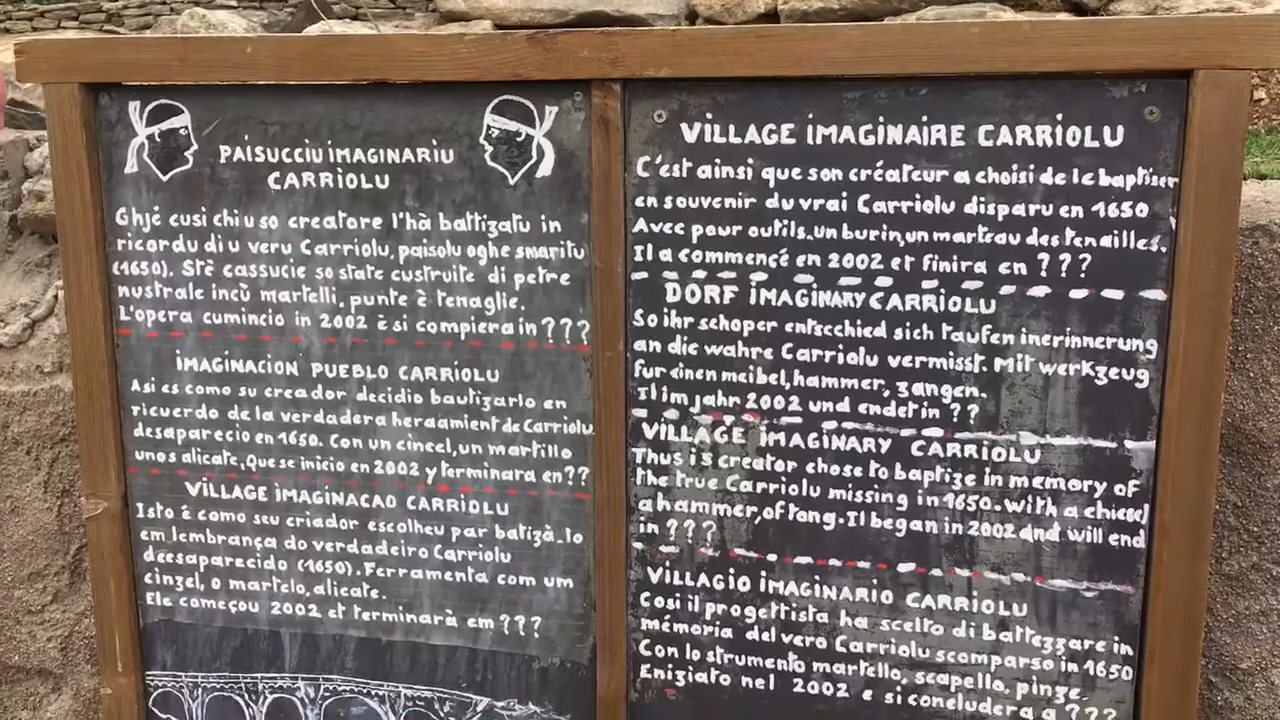 PAISUCCIU IMAGINARIU
CARRIOLU
Ghjé cusi chi u so creatore l'hà battizatu in
ricordu di u veru Carriolu, paisolu oghe smaritu
(1650). Stè cassucie so state custruite di petre
nustrale incù martelli, punte è tenaglie.
L'opera cumincio in 2002 è si compiera in ???
IMAGINACION PUEBLO CARRIOLU
Asi es como su creador decidio bautizarlo en
ricuerdo de la verdadera heraamient de Carriolu
desaparecio en 1650. Con un cincel, un martillo
unos alicate, Que se inicio en 2002 y terminara en ??
VILLAGE IMAGINACAO CARRIOLU
Isto é como seu criador escolheu par batizà.lo
em lembrança do verdadeiro Carriolu
deesaparecido (1650). Ferramenta com um
cinzel, o martelo, alicate.
Ele começou 2002 et terminarà em ???
VILLAGE IMAGINAIRE CARRIOLU
C'est ainsi que son créateur a choisi de le baptiser
en souvenir du vrai Carriolu disparu en 1650
Avec pour outils. un burin, un marteau des tenailles.
Il a commencé en 2002 et finira en ???
DORF IMAGINARY CARRIOLU
So ihr schoper entscchied sich taufen inerinnerung
an die wahre Carriolu vermisst. Mit werkzeug
fur einen meibel, hammer, zangen.
Il im jahr 2002 und endet in ??
VILLAGE IMAGINARY CARRIOLU
Thus is creator chose to baptize in memory of
the true Carriolu missing in 1650. with a chiesel
a hammer, of tang. It began in 2002 and will end
in ???
VILLAGIO IMAGINARIO CARRIOLU
Cosi il progettista ha scelto di battezzare in
mémoria del vero Carriolu scomparso in 1650
Con lo strumento martello, scapello, pinze.
Eniziato nel 2002 e si concludera a ???